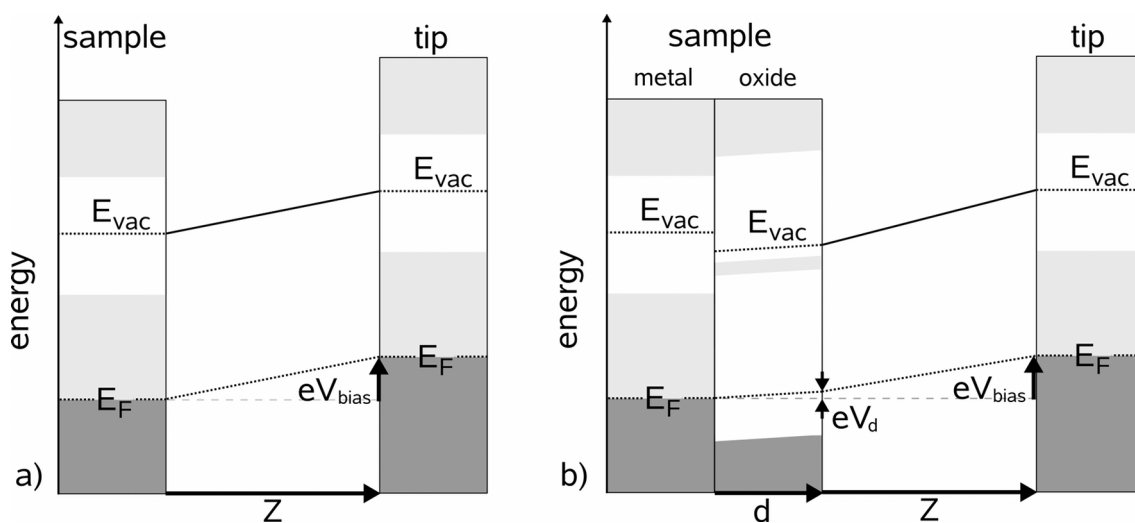 sample
tip
E_vac
E_vac
energy
E_F
eV_bias
E_F
a)
Z
sample
tip
metal
oxide
E_vac
E_vac
E_vac
energy
E_F
eV_d
eV_bias
E_F
b)
d
Z